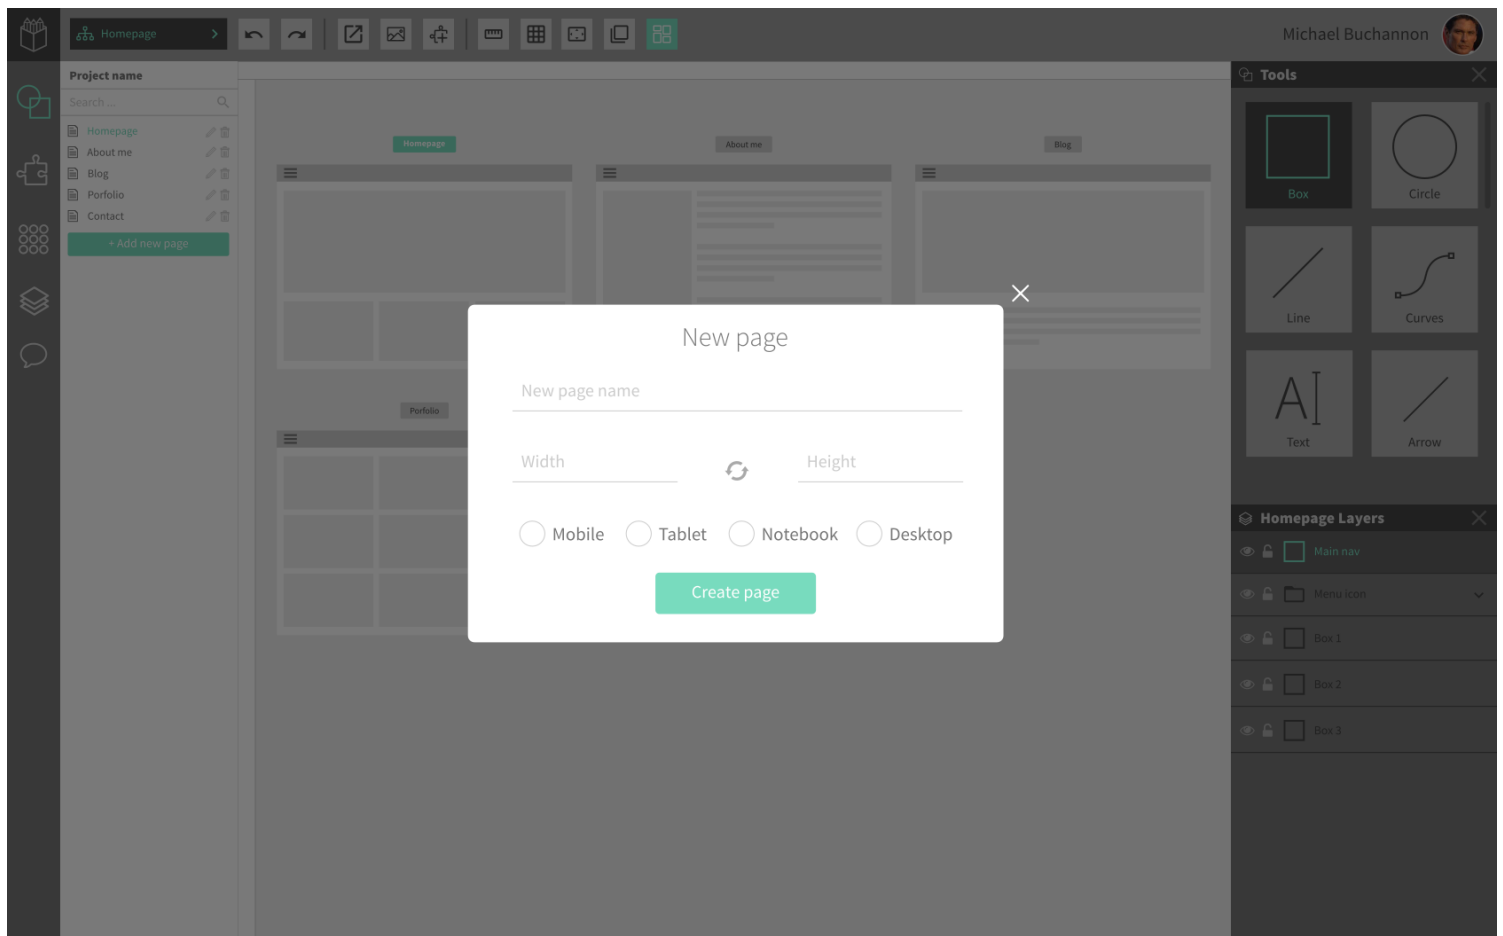 Homepage
Michael Buchannon
Project name
Search ...
Homepage
About me
Blog
Porfolio
Contact
+ Add new page
Homepage
About me
Blog
Porfolio
New page
New page name
Width
Height
Mobile
Tablet
Notebook
Desktop
Create page
Tools
Box
Circle
Line
Curves
A
Text
Arrow
Homepage Layers
Main nav
Menu icon
Box 1
Box 2
Box 3